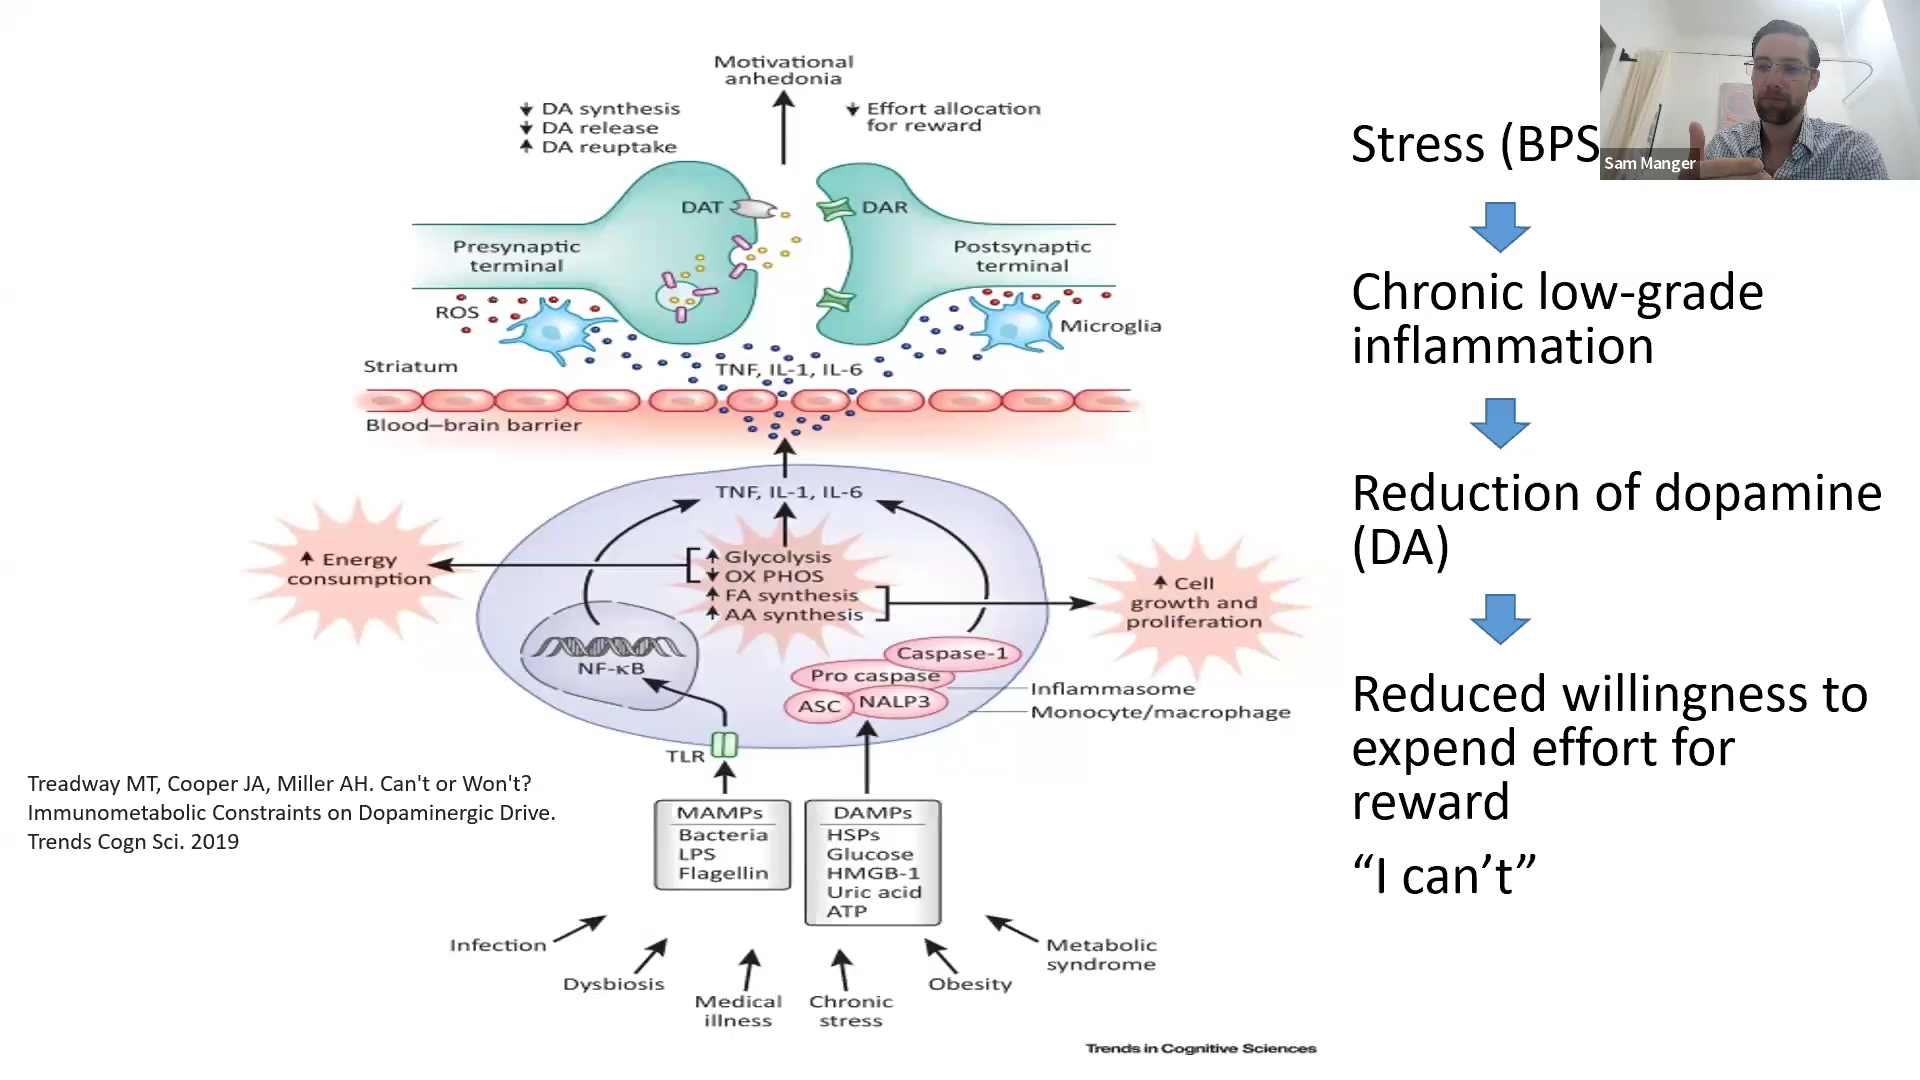 Motivational
anhedonia
DA synthesis
DA release
DA reuptake
Effort allocation
for reward
DAT
DAR
Presynaptic
terminal
Postsynaptic
terminal
ROS
Microglia
Striatum
TNF, IL-1, IL-6
Blood–brain barrier
TNF, IL-1, IL-6
Energy
consumption
Glycolysis
OX PHOS
FA synthesis
AA synthesis
Cell
growth and
proliferation
NF-κB
Caspase-1
Pro caspase
ASC
NALP3
Inflammasome
Monocyte/macrophage
TLR
MAMPs
Bacteria
LPS
Flagellin
DAMPs
HSPs
Glucose
HMGB-1
Uric acid
ATP
Infection
Dysbiosis
Medical
illness
Chronic
stress
Obesity
Metabolic
syndrome
Trends in Cognitive Sciences
Treadway MT, Cooper JA, Miller AH. Can't or Won't?
Immunometabolic Constraints on Dopaminergic Drive.
Trends Cogn Sci. 2019
Stress (BPS
Chronic low-grade
inflammation
Reduction of dopamine
(DA)
Reduced willingness to
expend effort for
reward
“I can’t”
Sam Manger